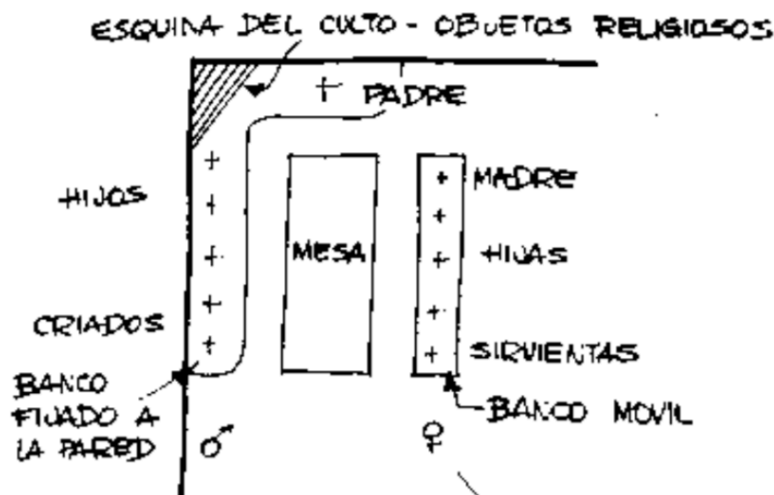 ESQUINA DEL CULTO - OBJETOS RELIGIOSOS
PADRE
HIJOS
MADRE
MESA
HIJAS
CRIADOS
SIRVIENTAS
BANCO
FIJADO A
LA PARED
BANCO MOVIL
♂
♀